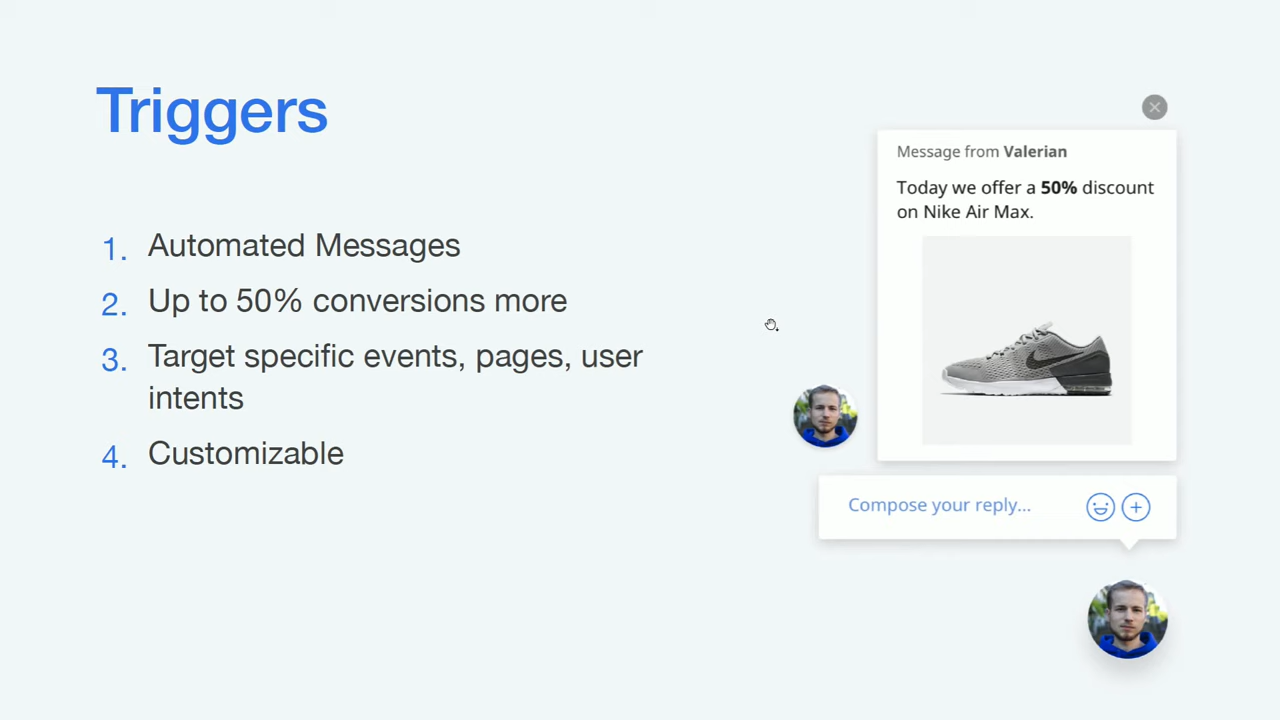 Triggers
1. Automated Messages
2. Up to 50% conversions more
3. Target specific events, pages, user
intents
4. Customizable
Message from Valerian
Today we offer a 50% discount
on Nike Air Max.
Compose your reply...